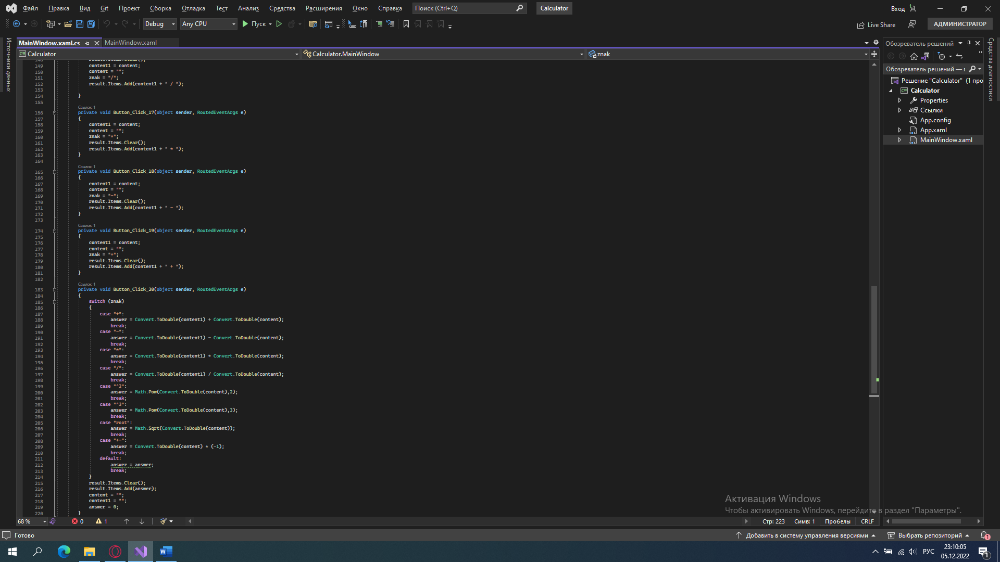 Файл Правка Вид Git Проект Сборка Отладка Тест Анализ Средства Расширения Окно Справка Поиск (Ctrl+Q) Calculator Вход
Debug Any CPU Пуск Live Share АДМИНИСТРАТОР
Источники данных
MainWindow.xaml.cs MainWindow.xaml
Calculator Calculator.MainWindow znak
148 result.Items.Clear();
149 content1 = content;
150 content = "";
151 znak = "/";
152 result.Items.Add(content1 + " / ");
153
154 }
155
Ссылок: 1
156 private void Button_Click_17(object sender, RoutedEventArgs e)
157 {
158 content1 = content;
159 content = "";
160 znak = "*";
161 result.Items.Clear();
162 result.Items.Add(content1 + " * ");
163 }
164
Ссылок: 1
165 private void Button_Click_18(object sender, RoutedEventArgs e)
166 {
167 content1 = content;
168 content = "";
169 znak = "-";
170 result.Items.Clear();
171 result.Items.Add(content1 + " - ");
172 }
173
Ссылок: 1
174 private void Button_Click_19(object sender, RoutedEventArgs e)
175 {
176 content1 = content;
177 content = "";
178 znak = "+";
179 result.Items.Clear();
180 result.Items.Add(content1 + " + ");
181 }
182
Ссылок: 1
183 private void Button_Click_20(object sender, RoutedEventArgs e)
184 {
185 switch (znak)
186 {
187 case "+":
188 answer = Convert.ToDouble(content1) + Convert.ToDouble(content);
189 break;
190 case "-":
191 answer = Convert.ToDouble(content1) - Convert.ToDouble(content);
192 break;
193 case "*":
194 answer = Convert.ToDouble(content1) * Convert.ToDouble(content);
195 break;
196 case "/":
197 answer = Convert.ToDouble(content1) / Convert.ToDouble(content);
198 break;
199 case "^2":
200 answer = Math.Pow(Convert.ToDouble(content),2);
201 break;
202 case "^3":
203 answer = Math.Pow(Convert.ToDouble(content),3);
204 break;
205 case "root":
206 answer = Math.Sqrt(Convert.ToDouble(content));
207 break;
208 case "+-":
209 answer = Convert.ToDouble(content) * (-1);
210 break;
211 default:
212 answer = answer;
213 break;
214 }
215 result.Items.Clear();
216 result.Items.Add(answer);
217 content = "";
218 content1 = "";
219 answer = 0;
220 }
68 % 0 1 Стр: 223 Симв: 1 Пробелы CRLF
Обозреватель решений
Обозреватель решений — г
Решение "Calculator" (1 про
Calculator
Properties
Ссылки
App.config
App.xaml
MainWindow.xaml
Средства диагностики
Активация Windows
Чтобы активировать Windows, перейдите в раздел "Параметры".
Готово Добавить в систему управления версиями Выбрать репозиторий 1
РУС 23:10:05
05.12.2022 1